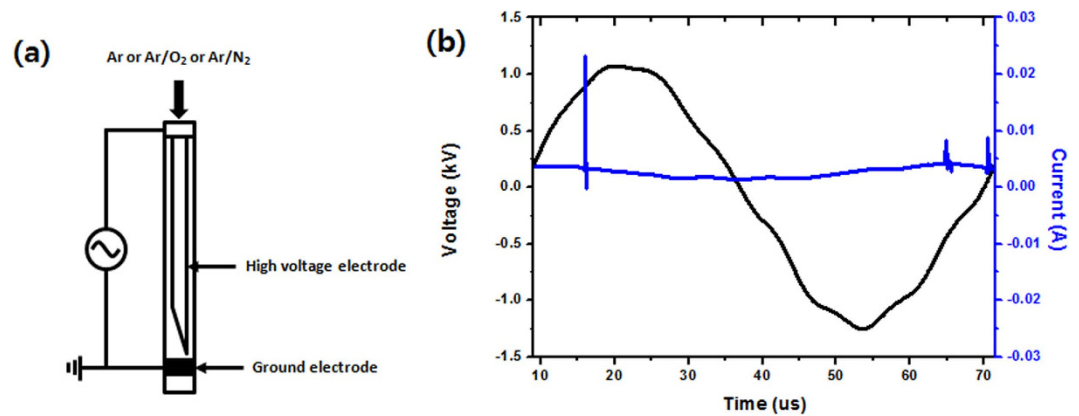 (a)
Ar or Ar/O₂ or Ar/N₂
High voltage electrode
Ground electrode
(b)
Voltage (kV)
1.5
1.0
0.5
0.0
-0.5
-1.0
-1.5
10 20 30 40 50 60 70
Time (us)
0.03
0.02
0.01
0.00
-0.01
-0.02
-0.03
Current (A)